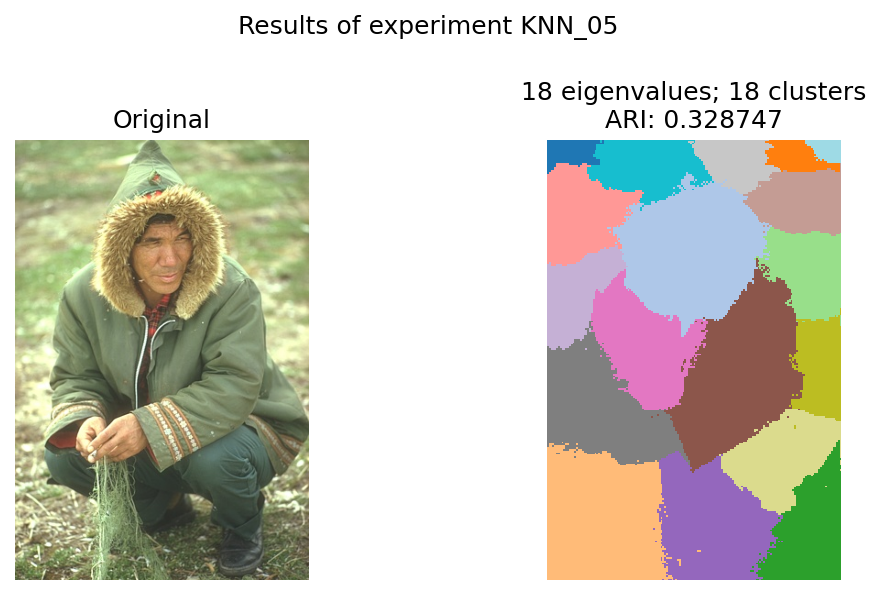 Results of experiment KNN_05
Original
18 eigenvalues; 18 clusters
ARI: 0.328747